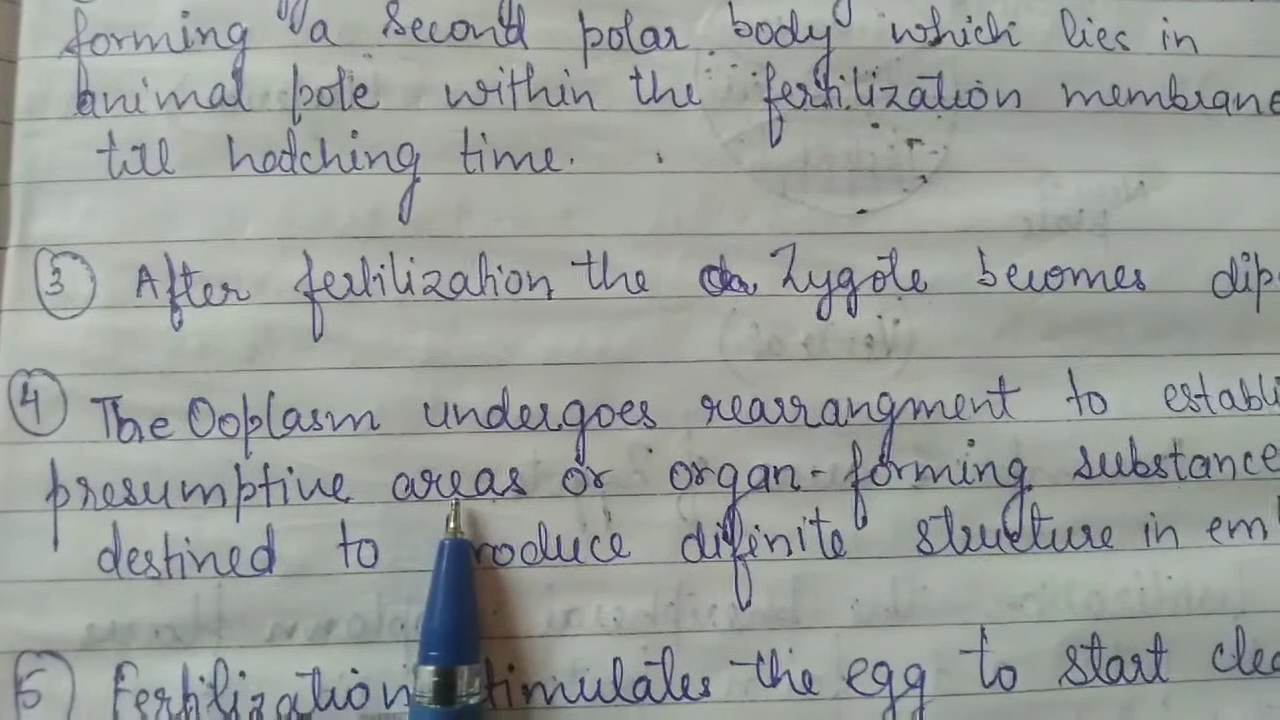 forming a second polar body which lies in
animal pole within the fertilization membrane
till hatching time.
③ After fertilization the Zygote becomes dip
④ The Ooplasm undergoes rearrangment to establi
presumptive areas or organ-forming substance
destined to roduce difinite structure in em
⑤ Fertilization timulates the egg to start clea